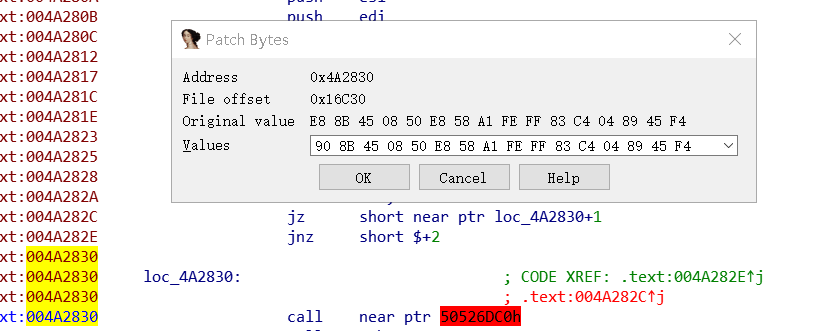 xt:004A280A push esi
xt:004A280B push edi
xt:004A280C
xt:004A2812
xt:004A2817
xt:004A281C
xt:004A281E
xt:004A2823
xt:004A2825
xt:004A2828
xt:004A282A
Patch Bytes
Address 0x4A2830
File offset 0x16C30
Original value E8 8B 45 08 50 E8 58 A1 FE FF 83 C4 04 89 45 F4
Values 90 8B 45 08 50 E8 58 A1 FE FF 83 C4 04 89 45 F4
OK Cancel Help
xt:004A282C jz short near ptr loc_4A2830+1
xt:004A282E jnz short $+2
xt:004A2830
xt:004A2830 loc_4A2830: ; CODE XREF: .text:004A282E↑j
xt:004A2830 ; .text:004A282C↑j
xt:004A2830 call near ptr 50526DC0h